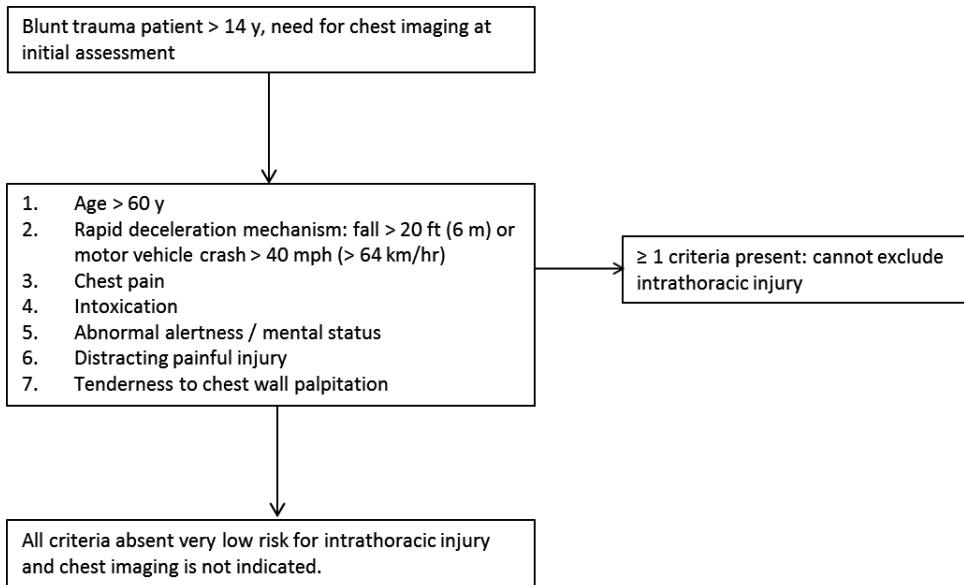 Blunt trauma patient > 14 y, need for chest imaging at
initial assessment
1. Age > 60 y
2. Rapid deceleration mechanism: fall > 20 ft (6 m) or
motor vehicle crash > 40 mph (> 64 km/hr)
3. Chest pain
4. Intoxication
5. Abnormal alertness / mental status
6. Distracting painful injury
7. Tenderness to chest wall palpitation
≥ 1 criteria present: cannot exclude
intrathoracic injury
All criteria absent very low risk for intrathoracic injury
and chest imaging is not indicated.